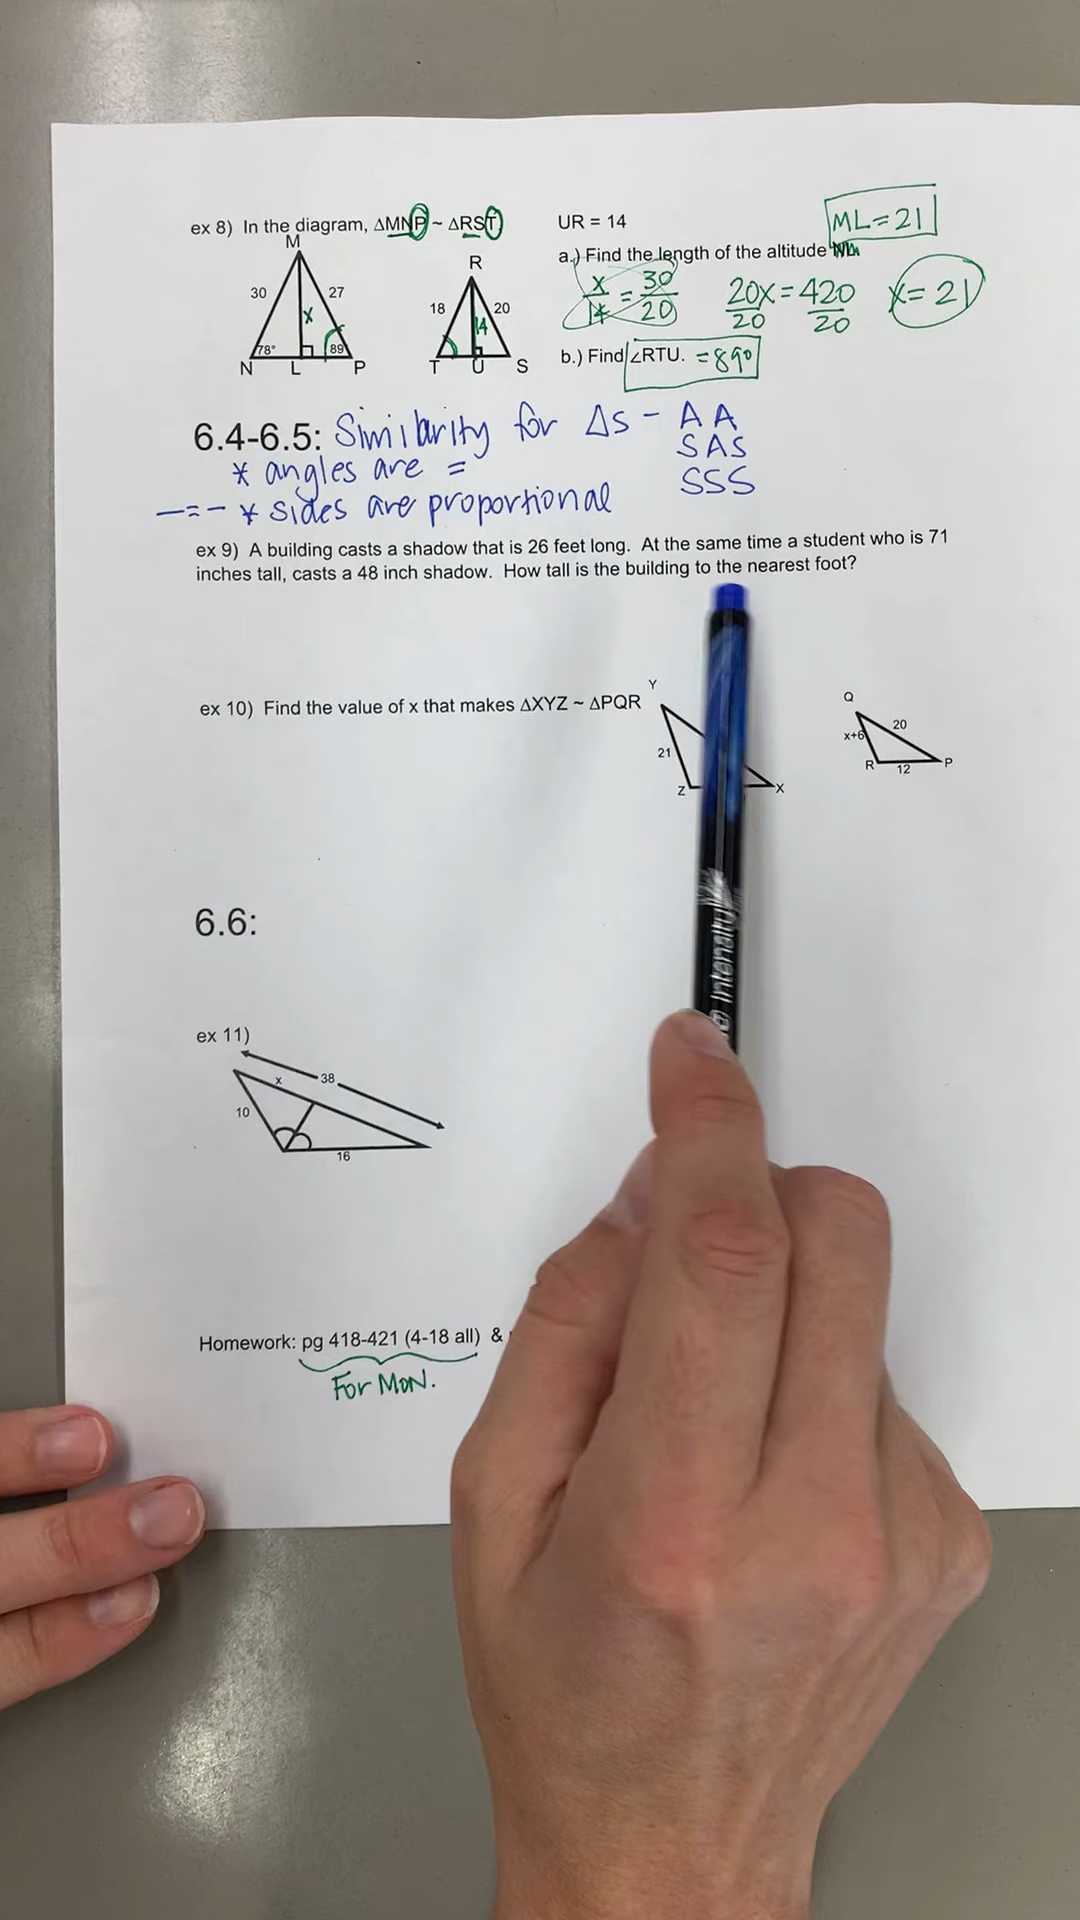 ex 8) In the diagram, ΔMNP ~ ΔRST
UR = 14
ML=21
a.) Find the length of the altitude
x/14 = 30/20
20x=420
20 20
x=21
b.) Find ∠RTU. =89°
M
30
27
x
78°
89
N
L
P
R
18
20
14
T
U
S
6.4-6.5: Similarity for Δs - AA
SAS
SSS
* angles are =
-=- * sides are proportional
ex 9) A building casts a shadow that is 26 feet long. At the same time a student who is 71
inches tall, casts a 48 inch shadow. How tall is the building to the nearest foot?
ex 10) Find the value of x that makes ΔXYZ ~ ΔPQR
Y
21
Z
X
Q
20
x+6
R
12
P
6.6:
ex 11)
x
38
10
16
Homework: pg 418-421 (4-18 all) &
For MON.
Intensity